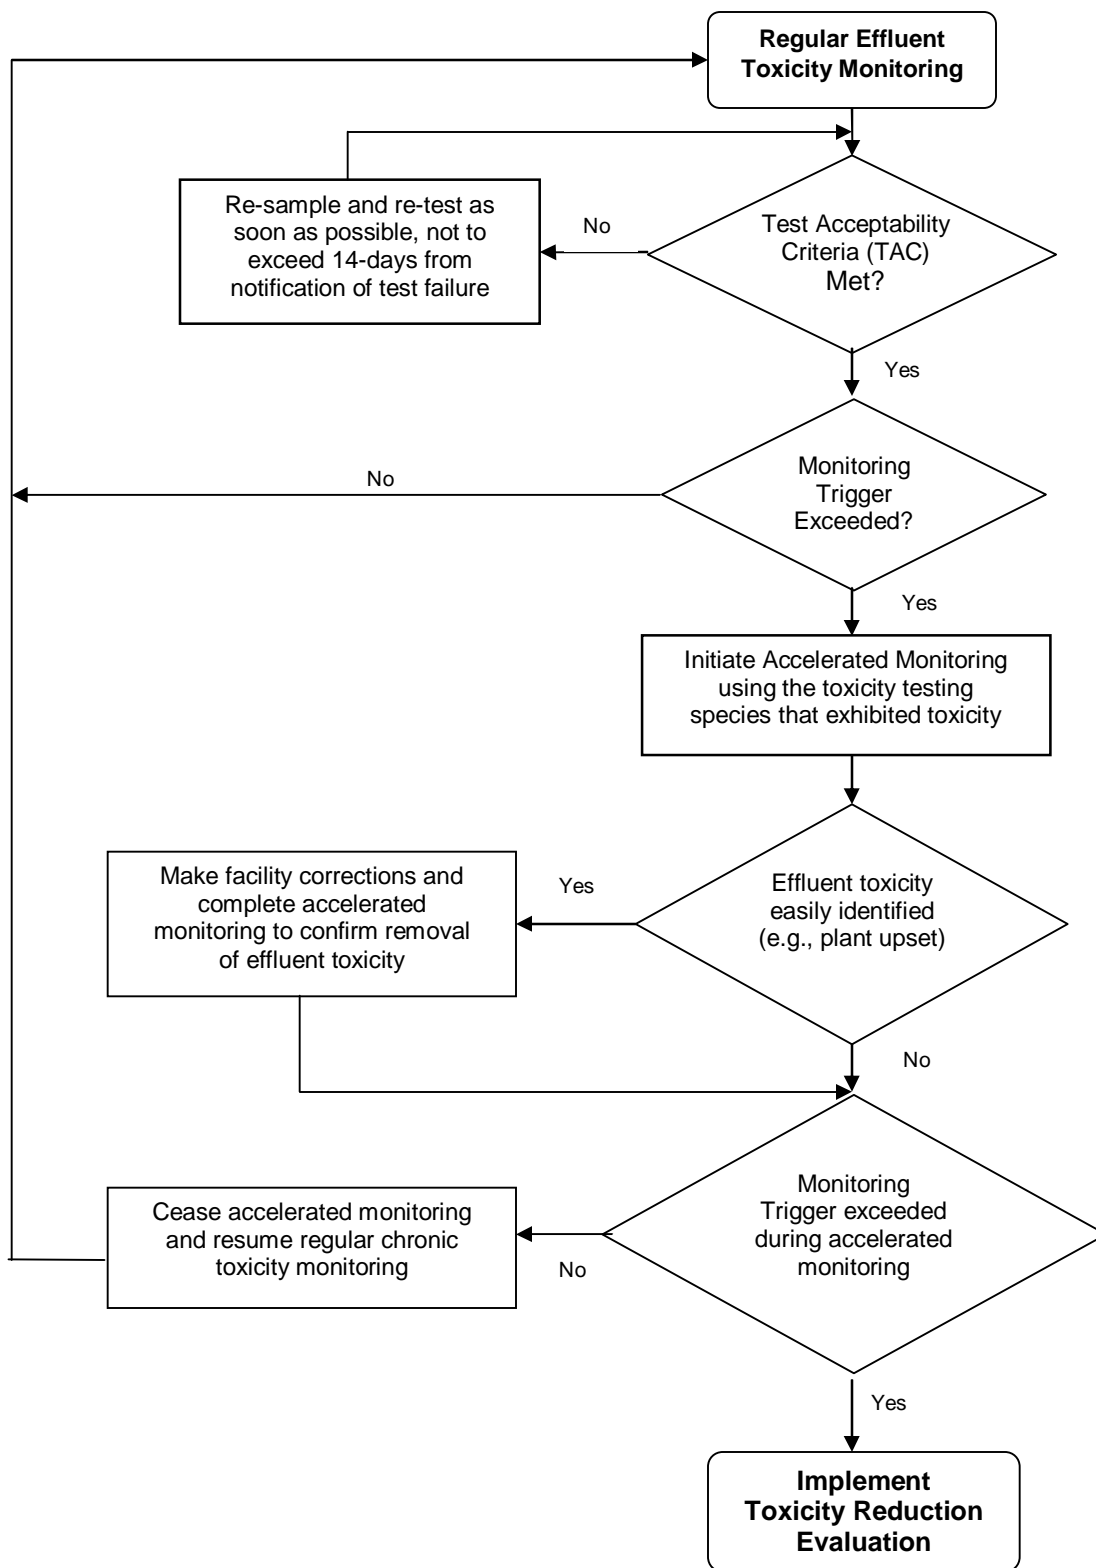 Regular Effluent
Toxicity Monitoring
Re-sample and re-test as
soon as possible, not to
exceed 14-days from
notification of test failure
No
Test Acceptability
Criteria (TAC)
Met?
Yes
No
Monitoring
Trigger
Exceeded?
Yes
Initiate Accelerated Monitoring
using the toxicity testing
species that exhibited toxicity
Make facility corrections and
complete accelerated
monitoring to confirm removal
of effluent toxicity
Yes
Effluent toxicity
easily identified
(e.g., plant upset)
No
Cease accelerated monitoring
and resume regular chronic
toxicity monitoring
No
Monitoring
Trigger exceeded
during accelerated
monitoring
Yes
Implement
Toxicity Reduction
Evaluation